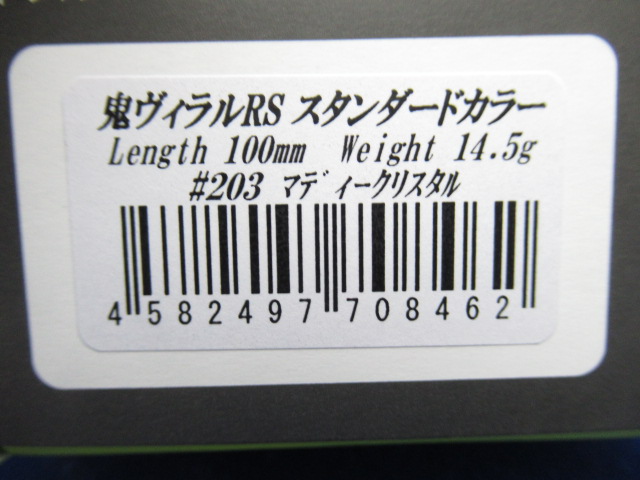 鬼ヴィラルRS スタンダードカラー
Length 100mm Weight 14.5g
#203 ﾏﾃﾞｨｰｸﾘｽﾀﾙ
4 582497 708462